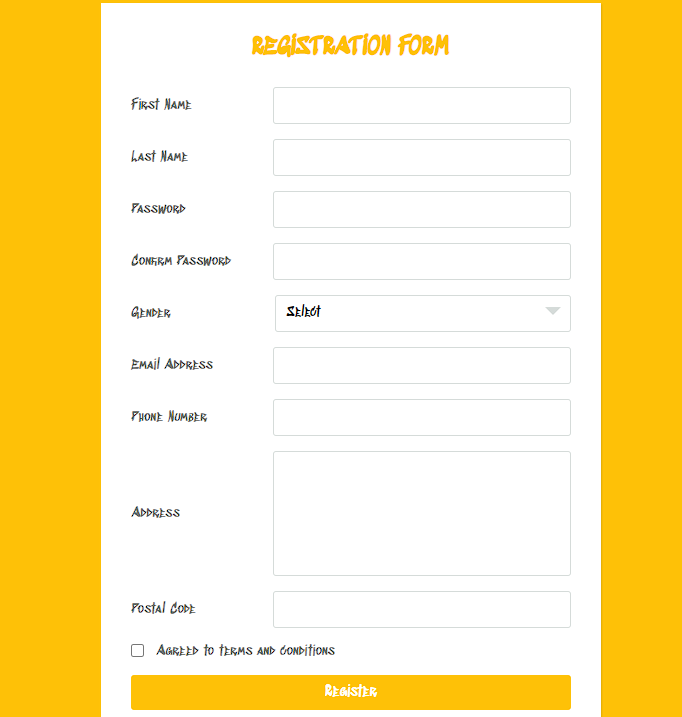 REGISTRATION FORM
First Name
Last Name
Password
Confirm Password
Gender
Select
Email Address
Phone Number
Address
Postal Code
Agreed to terms and conditions
Register